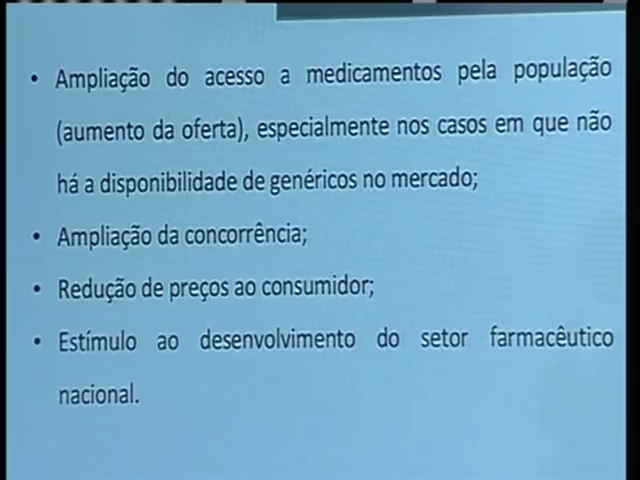 • Ampliação do acesso a medicamentos pela população
(aumento da oferta), especialmente nos casos em que não
há a disponibilidade de genéricos no mercado;
• Ampliação da concorrência;
• Redução de preços ao consumidor;
• Estímulo ao desenvolvimento do setor farmacêutico
nacional.